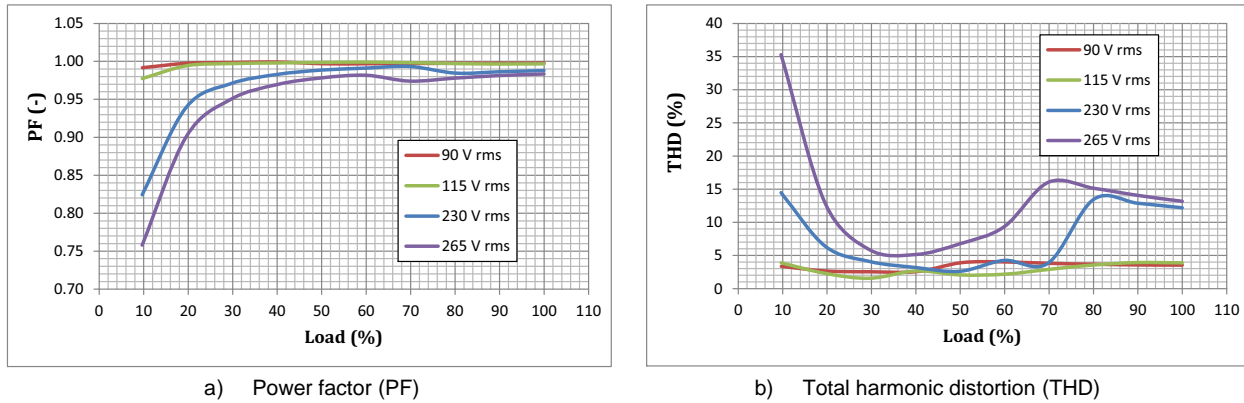 1.05
1.00
0.95
0.90
0.85
0.80
0.75
0.70
PF (-)
0 10 20 30 40 50 60 70 80 90 100 110
Load (%)
90 V rms
115 V rms
230 V rms
265 V rms
a) Power factor (PF)
40
35
30
25
20
15
10
5
0
THD (%)
0 10 20 30 40 50 60 70 80 90 100 110
Load (%)
90 V rms
115 V rms
230 V rms
265 V rms
b) Total harmonic distortion (THD)